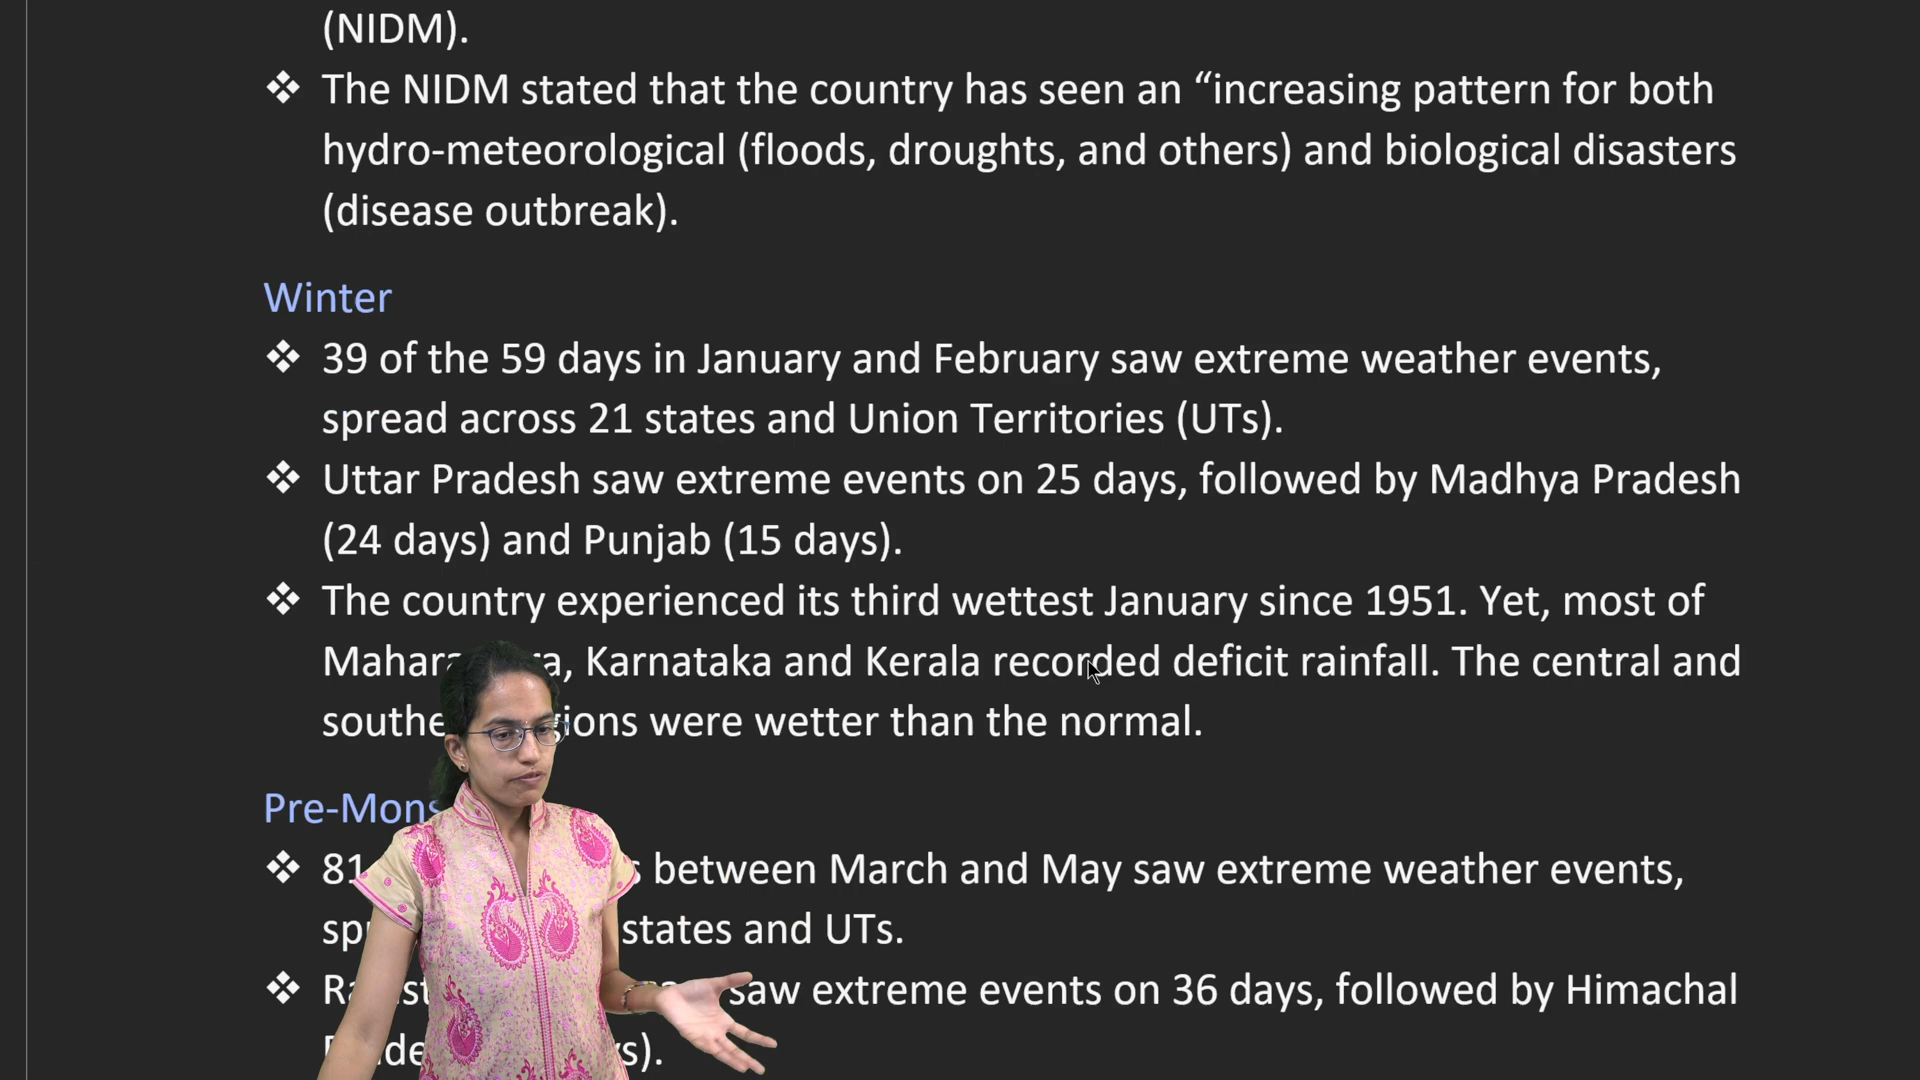 (NIDM).
❖ The NIDM stated that the country has seen an “increasing pattern for both
hydro-meteorological (floods, droughts, and others) and biological disasters
(disease outbreak).
Winter
❖ 39 of the 59 days in January and February saw extreme weather events,
spread across 21 states and Union Territories (UTs).
❖ Uttar Pradesh saw extreme events on 25 days, followed by Madhya Pradesh
(24 days) and Punjab (15 days).
❖ The country experienced its third wettest January since 1951. Yet, most of
Karnataka and Kerala recorded deficit rainfall. The central and
were wetter than the normal.
❖ between March and May saw extreme weather events,
states and UTs.
❖ saw extreme events on 36 days, followed by Himachal